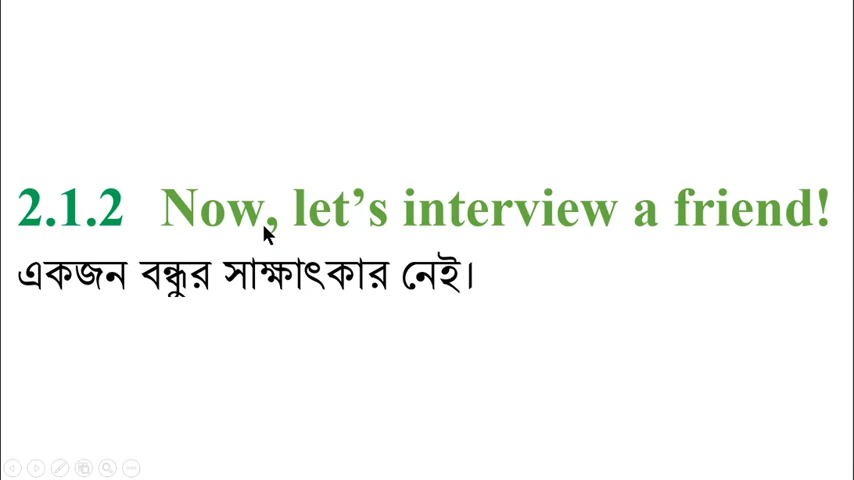 2.1.2 Now, let’s interview a friend!
একজন বন্ধুর সাক্ষাৎকার নেই।